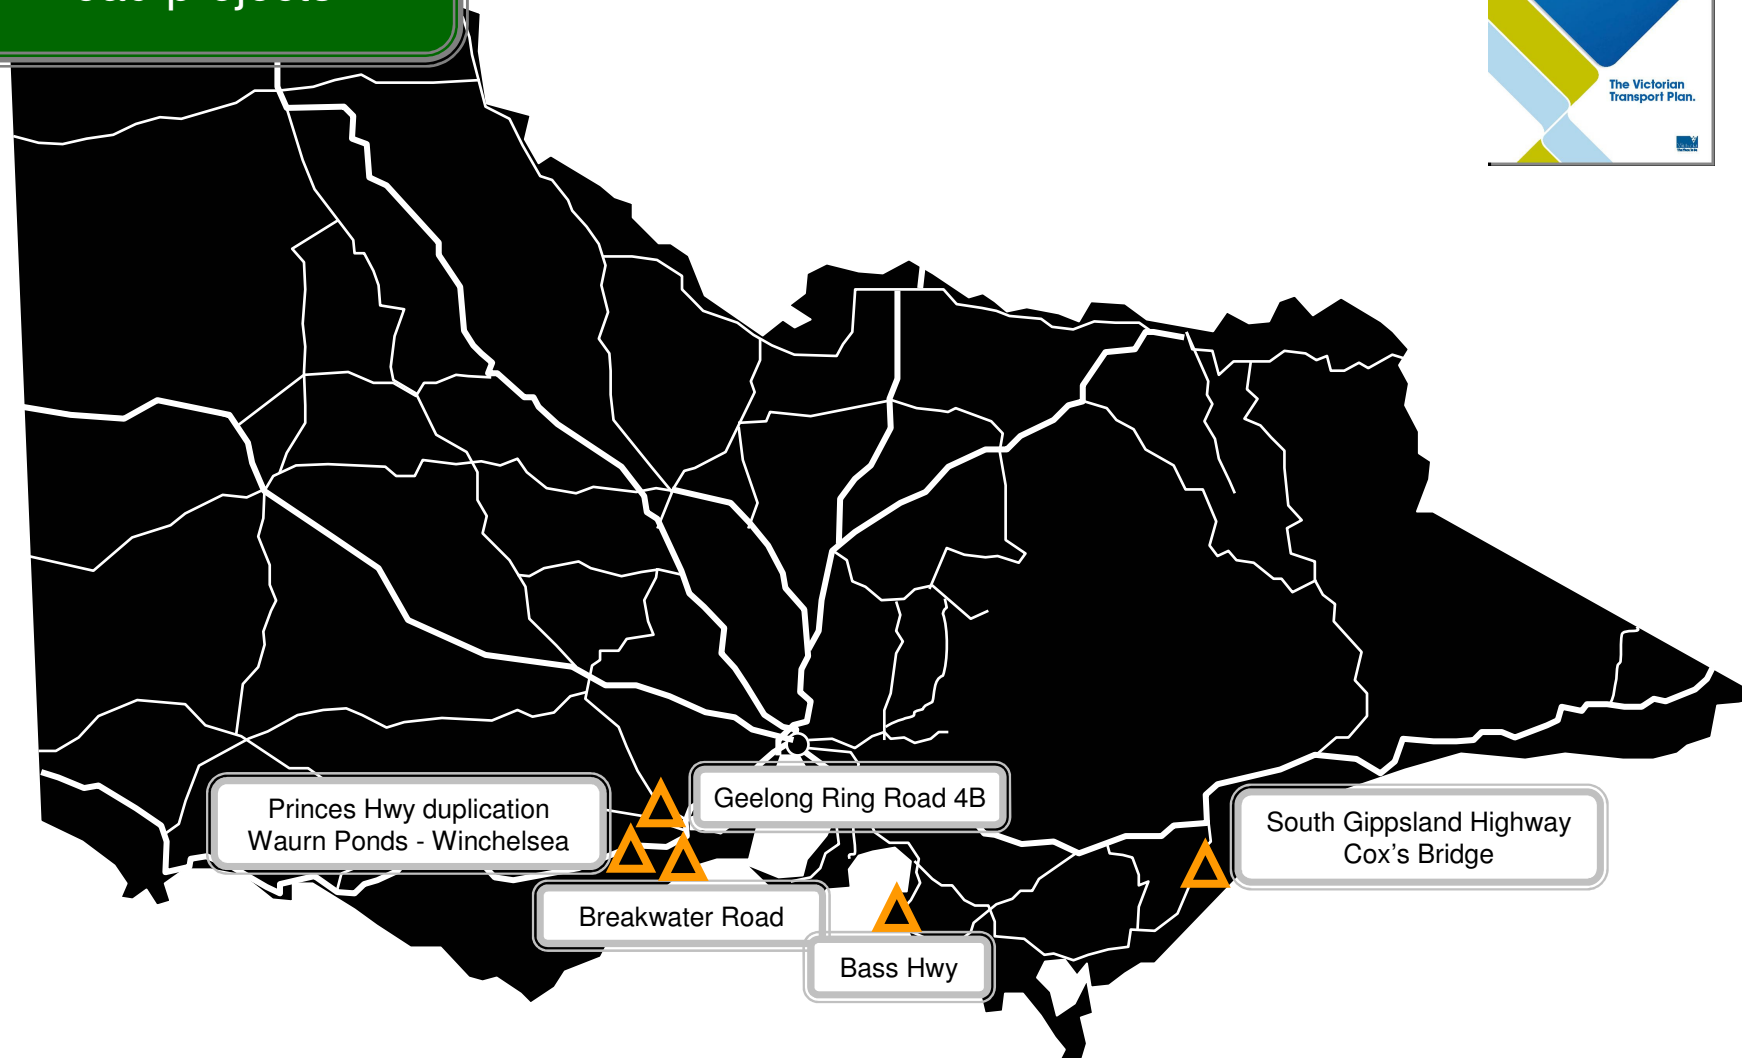 projects
The Victorian
Transport Plan.
Geelong Ring Road 4B
Princes Hwy duplication
Waurn Ponds - Winchelsea
South Gippsland Highway
Cox's Bridge
Breakwater Road
Bass Hwy